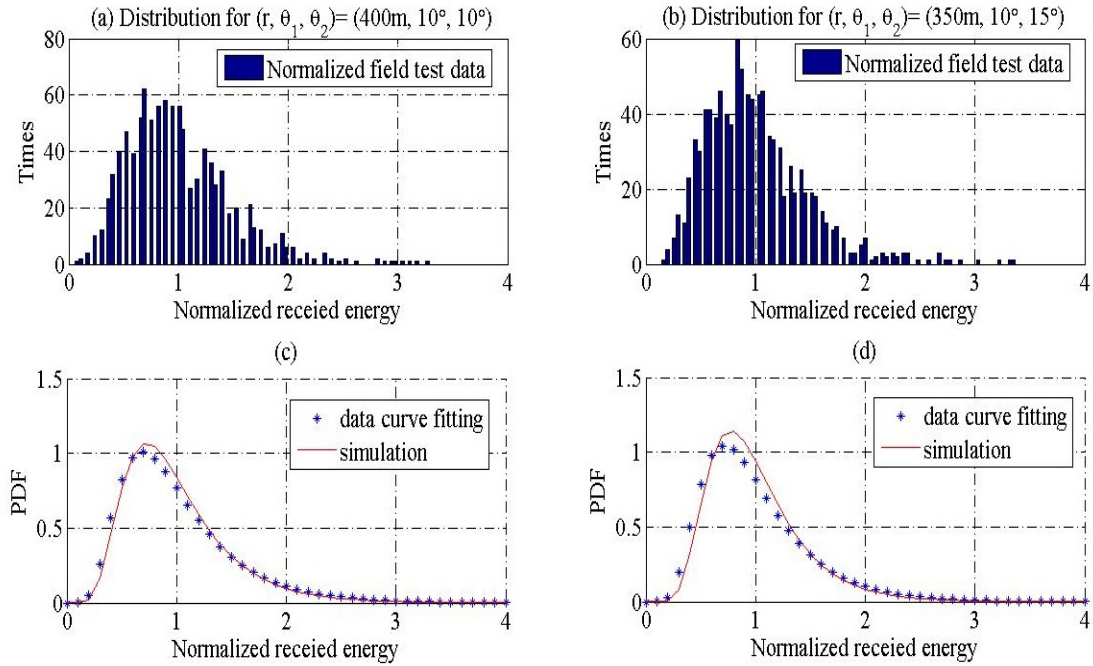 (a) Distribution for (r, θ₁, θ₂)= (400m, 10°, 10°)
80
60
40
20
0
Times
Normalized field test data
0 1 2 3 4
Normalized receied energy
(b) Distribution for (r, θ₁, θ₂)= (350m, 10°, 15°)
60
40
20
0
Times
Normalized field test data
0 1 2 3 4
Normalized receied energy
(c)
1.5
1
0.5
0
PDF
data curve fitting
simulation
0 1 2 3 4
Normalized receied energy
(d)
1.5
1
0.5
0
PDF
data curve fitting
simulation
0 1 2 3 4
Normalized receied energy